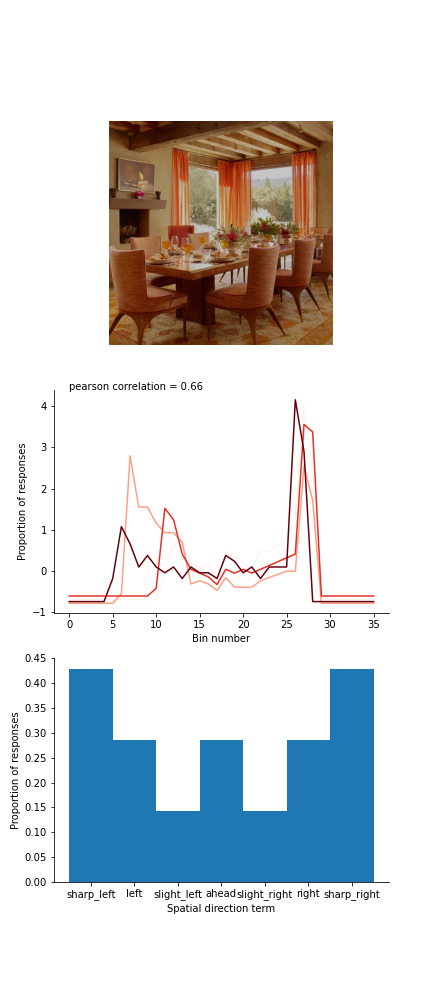 pearson correlation = 0.66
4
3
2
1
0
−1
Proportion of responses
0 5 10 15 20 25 30 35
Bin number
0.45
0.40
0.35
0.30
0.25
0.20
0.15
0.10
0.05
0.00
Proportion of responses
sharp_left left slight_left ahead slight_right right sharp_right
Spatial direction term